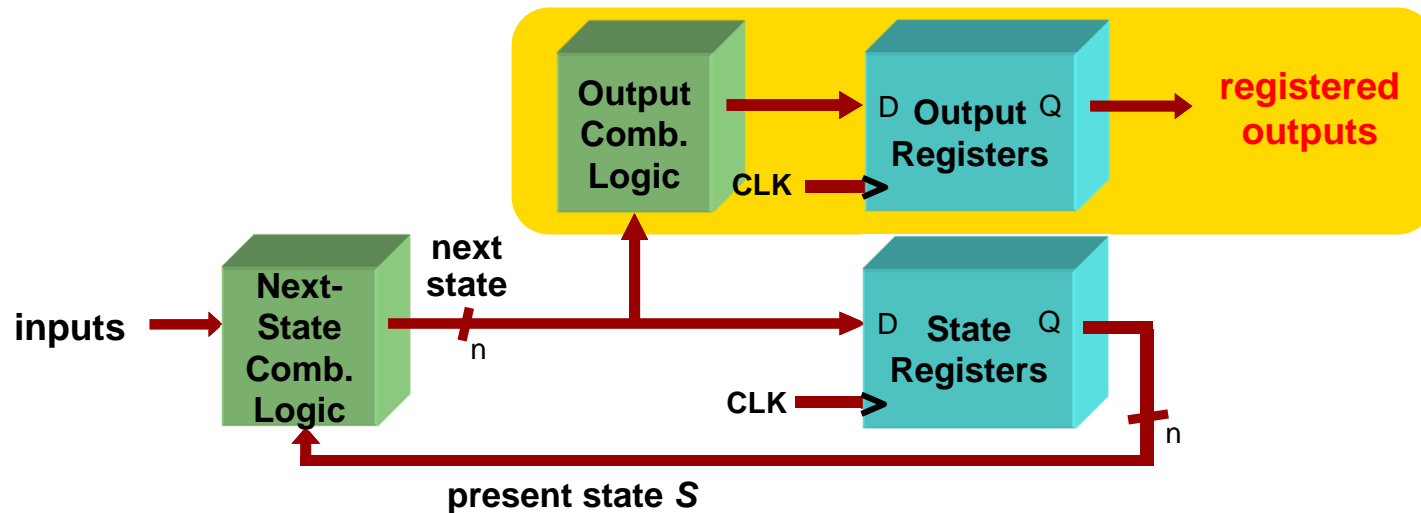 Output
Comb.
Logic
D
Output
Registers
Q
CLK
registered
outputs
inputs
Next-
State
Comb.
Logic
next
state
n
D
State
Registers
Q
CLK
n
present state S